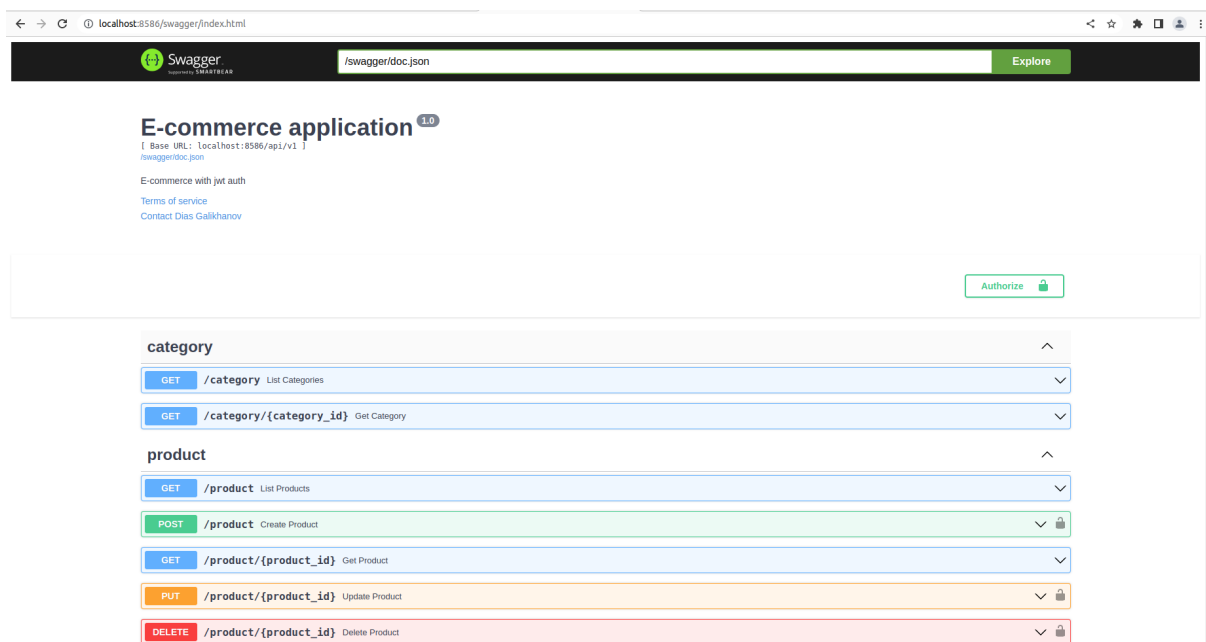 localhost:8586/swagger/index.html
Swagger
Supported by SMARTBEAR
/swagger/doc.json
Explore
E-commerce application 1.0
[ Base URL: localhost:8586/api/v1 ]
/swagger/doc.json
E-commerce with jwt auth
Terms of service
Contact Dias Galikhanov
Authorize
category
GET /category List Categories
GET /category/{category_id} Get Category
product
GET /product List Products
POST /product Create Product
GET /product/{product_id} Get Product
PUT /product/{product_id} Update Product
DELETE /product/{product_id} Delete Product